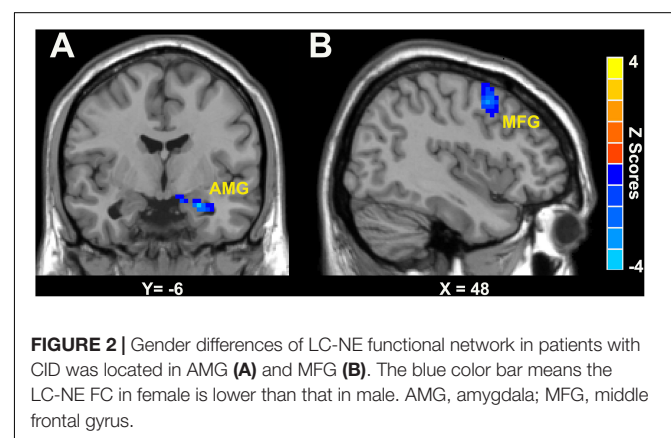 A
B
4
MFG
AMG
Z Scores
-4
Y= -6
X = 48
FIGURE 2 | Gender differences of LC-NE functional network in patients with
CID was located in AMG (A) and MFG (B). The blue color bar means the
LC-NE FC in female is lower than that in male. AMG, amygdala; MFG, middle
frontal gyrus.